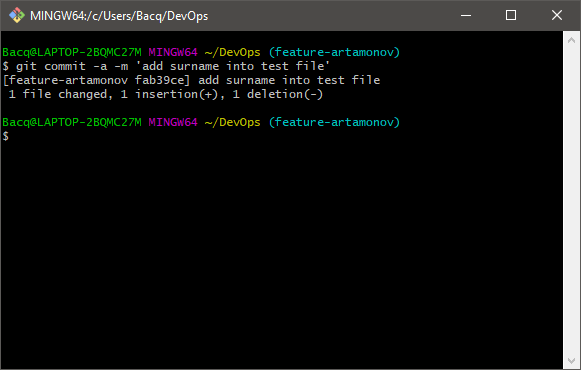 MINGW64:/c/Users/Bacq/DevOps
Bacq@LAPTOP-2BQMC27M MINGW64 ~/DevOps (feature-artamonov)
$ git commit -a -m 'add surname into test file'
[feature-artamonov fab39ce] add surname into test file
 1 file changed, 1 insertion(+), 1 deletion(-)
Bacq@LAPTOP-2BQMC27M MINGW64 ~/DevOps (feature-artamonov)
$